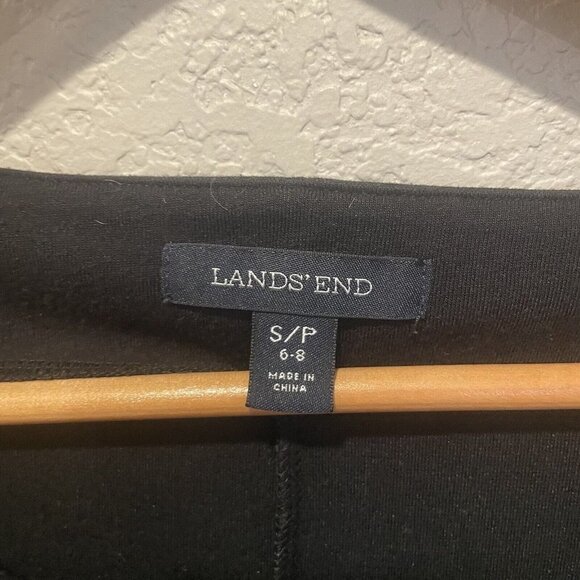 LANDS' END
S/P
6-8
MADE IN
CHINA